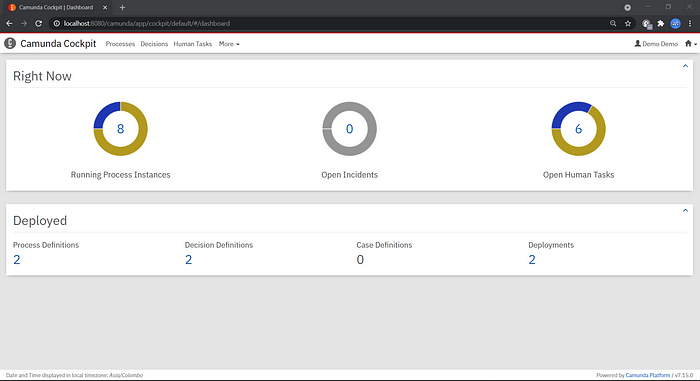 Camunda Cockpit | Dashboard
localhost:8080/camunda/app/cockpit/default/#/dashboard
Camunda Cockpit Processes Decisions Human Tasks More Demo Demo
Right Now
8 0 6
Running Process Instances Open Incidents Open Human Tasks
Deployed
Process Definitions Decision Definitions Case Definitions Deployments
2 2 0 2
Date and Time displayed in local timezone: Asia/Colombo Powered by Camunda Platform / v7.15.0